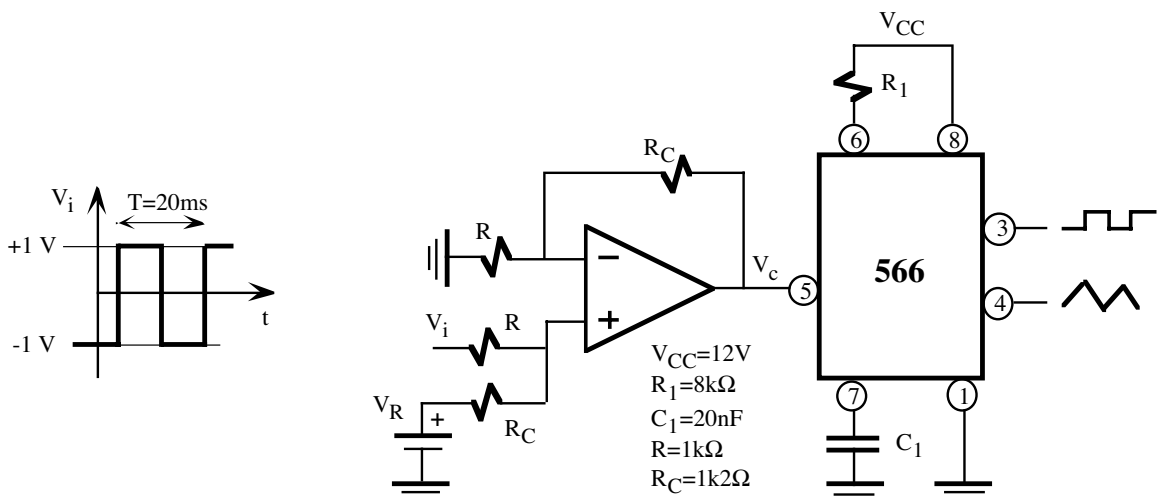 V_CC
R_1
6
8
R_C
V_i
T=20ms
R
+1 V
3
−
V_c
5
566
4
t
V_i
R
+
-1 V
V_CC=12V
R_1=8kΩ
7
1
V_R
+
R_C
C_1=20nF
C_1
R=1kΩ
R_C=1k2Ω